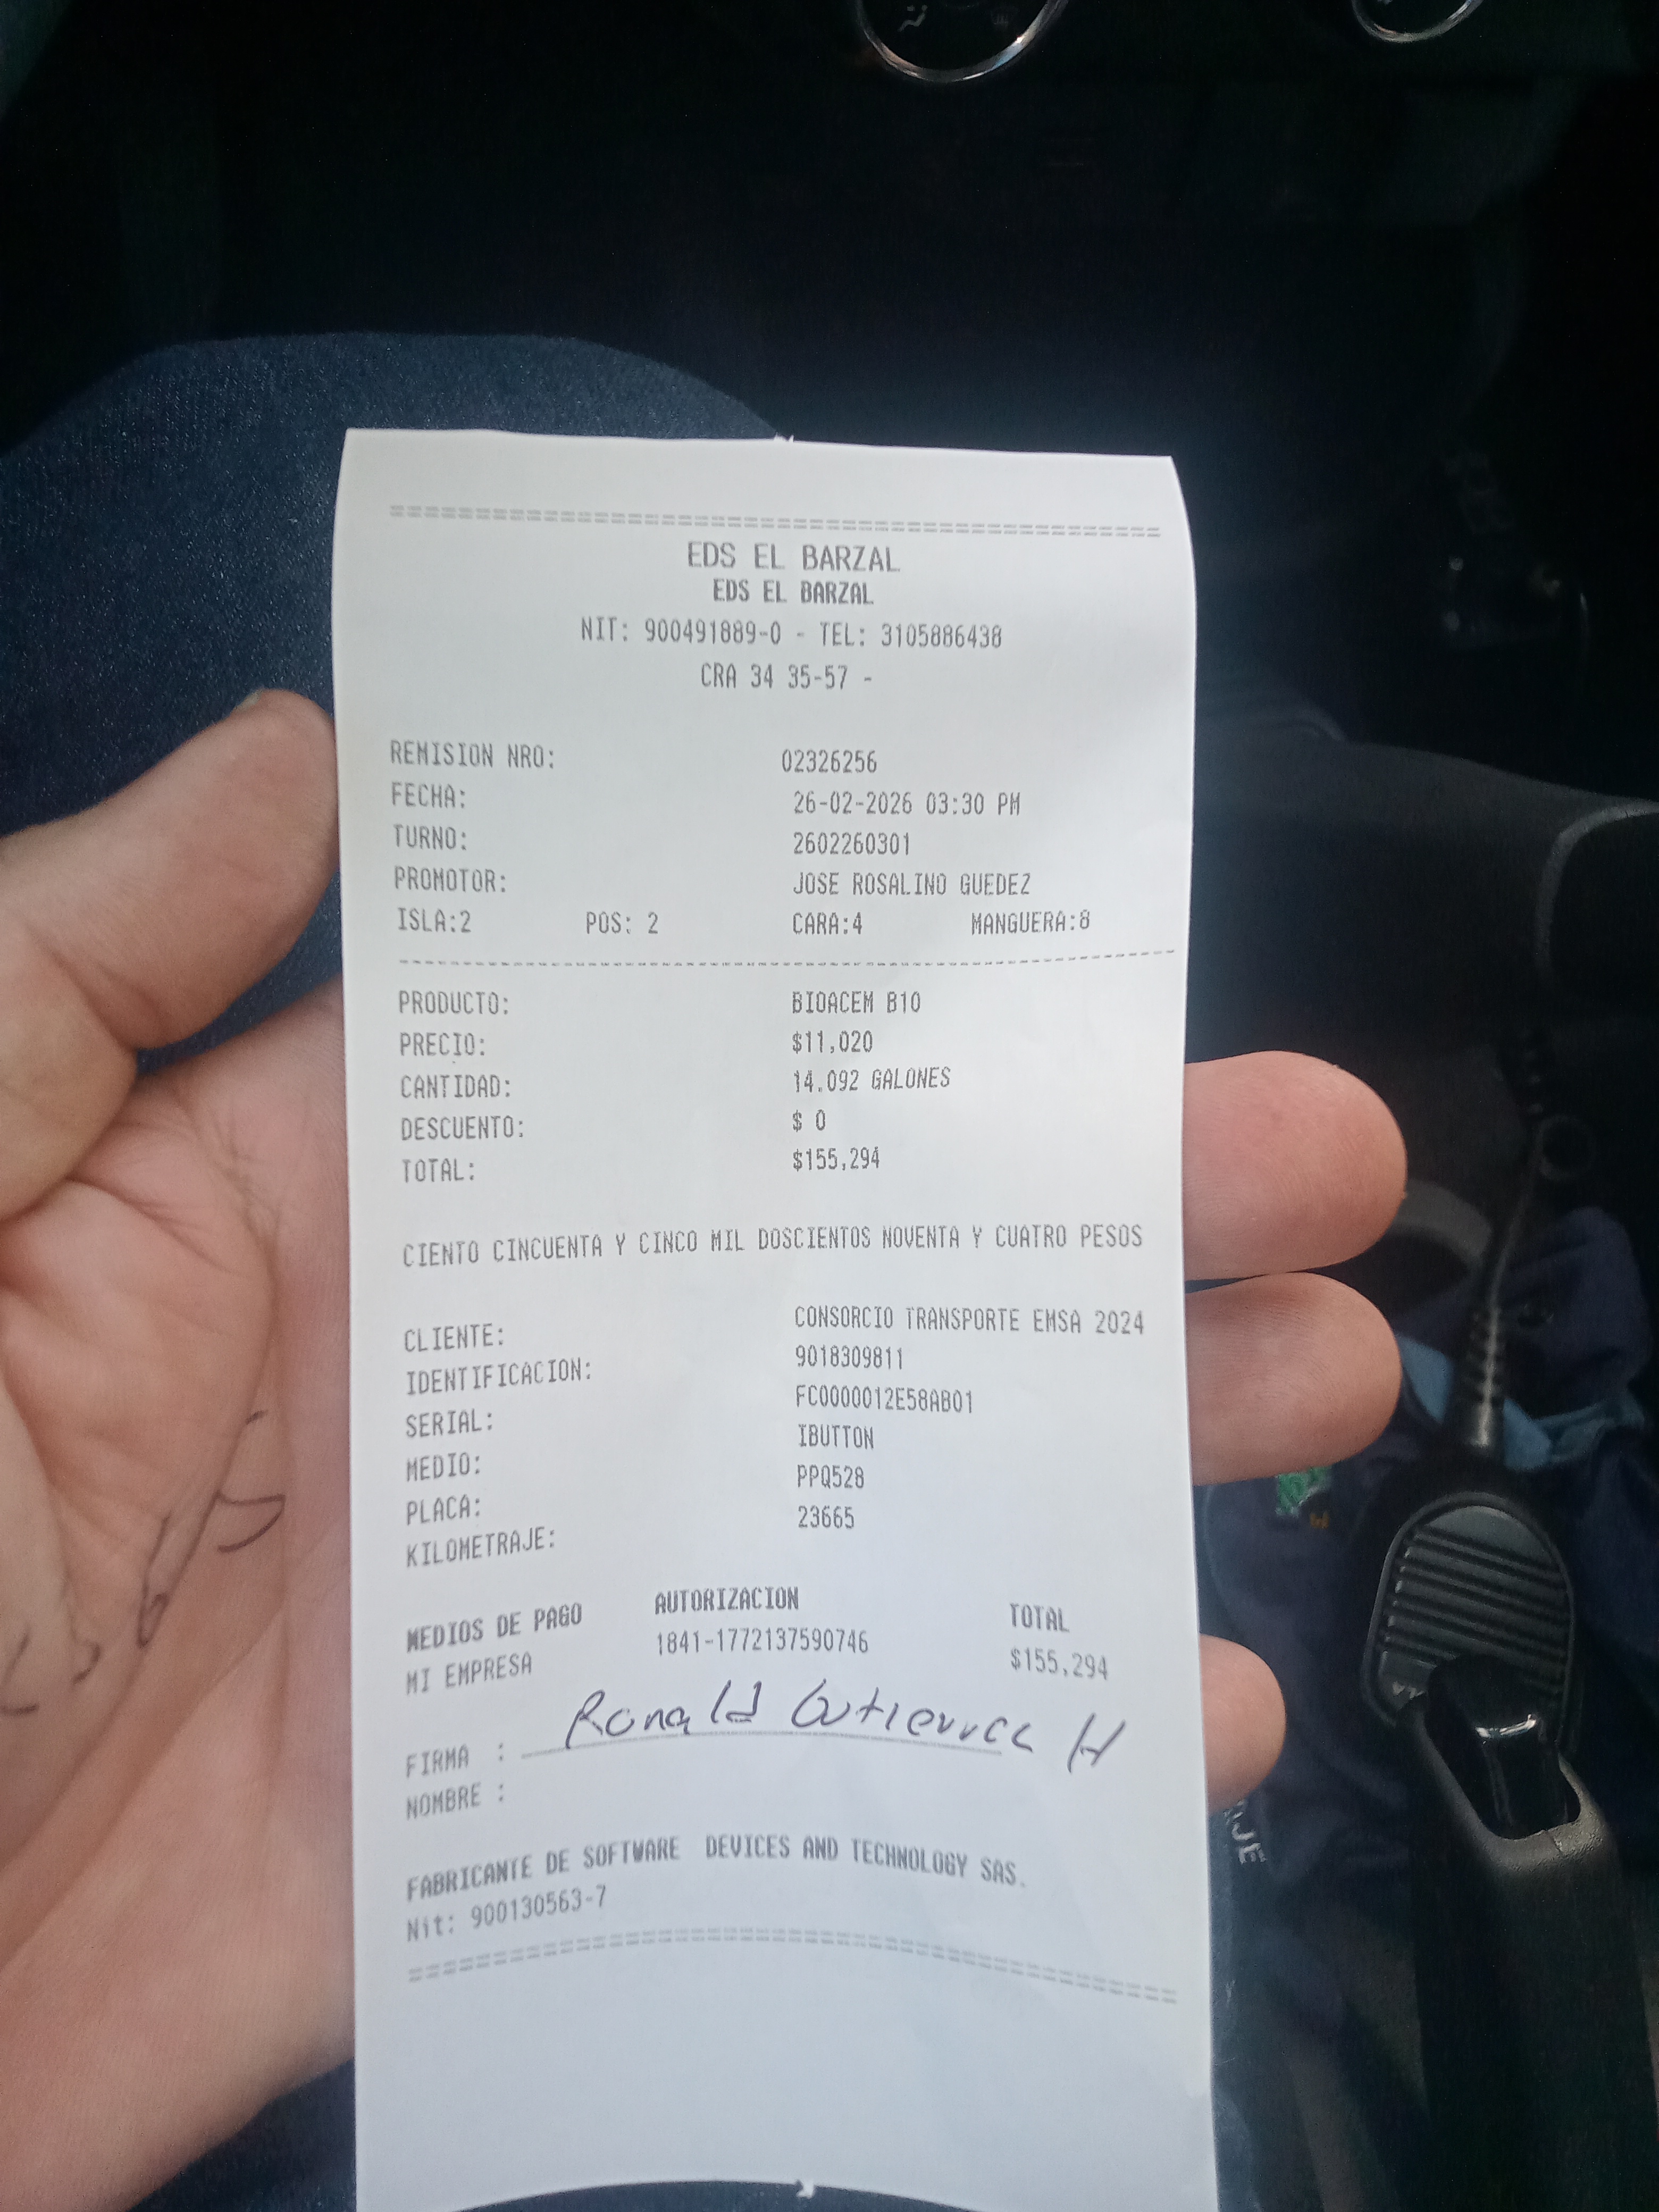 EDS EL BARZAL
EDS EL BARZAL
NIT: 900491889-0 - TEL: 3105886438
CRA 34 35-57 -
REMISION NRO: 02326256
FECHA: 26-02-2026 03:30 PM
TURNO: 2602260301
PROMOTOR: JOSE ROSALINO GUEDEZ
ISLA:2 POS: 2 CARA:4 MANGUERA:8
PRODUCTO: BIOACEM B10
PRECIO: $11,020
CANTIDAD: 14.092 GALONES
DESCUENTO: $ 0
TOTAL: $155,294
CIENTO CINCUENTA Y CINCO MIL DOSCIENTOS NOVENTA Y CUATRO PESOS
CLIENTE: CONSORCIO TRANSPORTE EMSA 2024
IDENTIFICACION: 9018309811
SERIAL: FC0000012E58AB01
MEDIO: IBUTTON
PLACA: PPQ528
KILOMETRAJE: 23665
MEDIOS DE PAGO AUTORIZACION TOTAL
MI EMPRESA 1841-1772137590746 $155,294
FIRMA : Ronald Gutierrez H
NOMBRE :
FABRICANTE DE SOFTWARE DEVICES AND TECHNOLOGY SAS.
Nit: 900130563-7